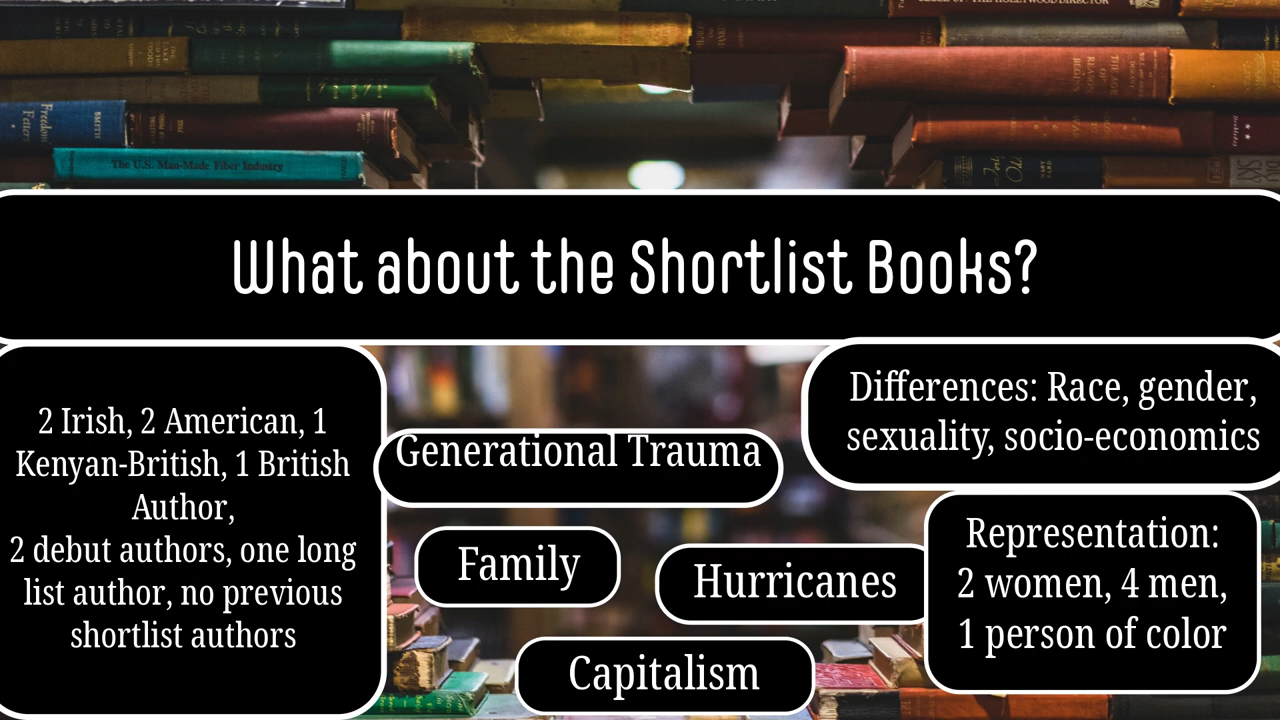 What about the Shortlist Books?
2 Irish, 2 American, 1
Kenyan-British, 1 British
Author,
2 debut authors, one long
list author, no previous
shortlist authors
Generational Trauma
Family
Hurricanes
Capitalism
Differences: Race, gender,
sexuality, socio-economics
Representation:
2 women, 4 men,
1 person of color
Freedom
Fetters
SMITH
The U.S. Man-Made Fiber Industry